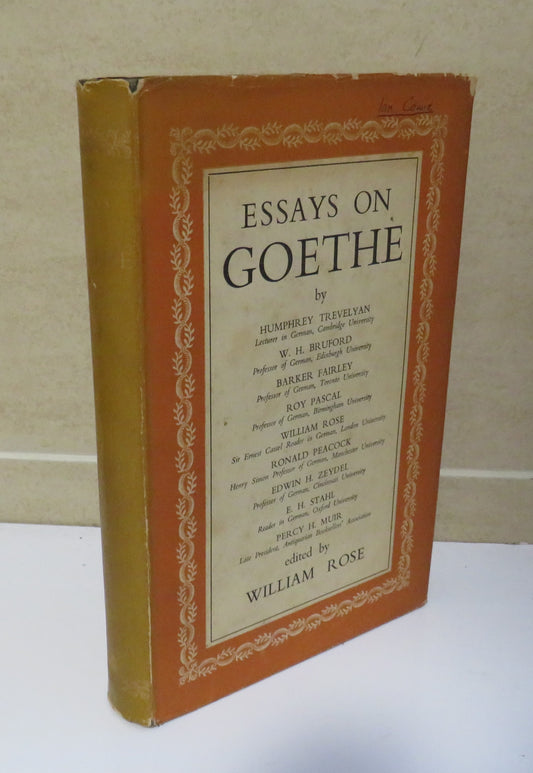 Ian
ESSAYS ON
GOETHE
by
HUMPHREY TREVELYAN
Lecturer in German, Cambridge University
W. H. BRUFORD
Professor of German, Edinburgh University
BARKER FAIRLEY
Professor of German, Toronto University
ROY PASCAL
Professor of German, Birmingham University
WILLIAM ROSE
Sir Ernest Cassel Reader in German, London University
RONALD PEACOCK
Henry Simon Professor of German, Manchester University
EDWIN H. ZEYDEL
Professor of German, Cincinnati University
E. H. STAHL
Reader in German, Oxford University
PERCY H. MUIR
Late President, Antiquarian Booksellers' Association
edited by
WILLIAM ROSE